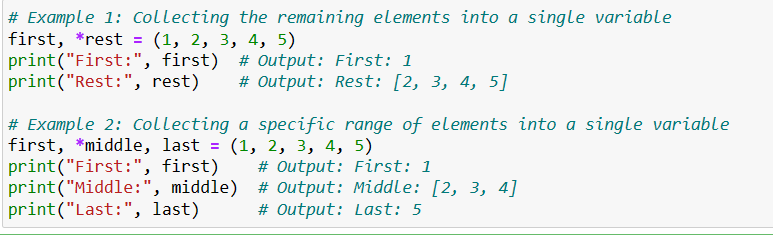 # Example 1: Collecting the remaining elements into a single variable
first, *rest = (1, 2, 3, 4, 5)
print("First:", first)  # Output: First: 1
print("Rest:", rest)    # Output: Rest: [2, 3, 4, 5]

# Example 2: Collecting a specific range of elements into a single variable
first, *middle, last = (1, 2, 3, 4, 5)
print("First:", first)    # Output: First: 1
print("Middle:", middle)  # Output: Middle: [2, 3, 4]
print("Last:", last)      # Output: Last: 5